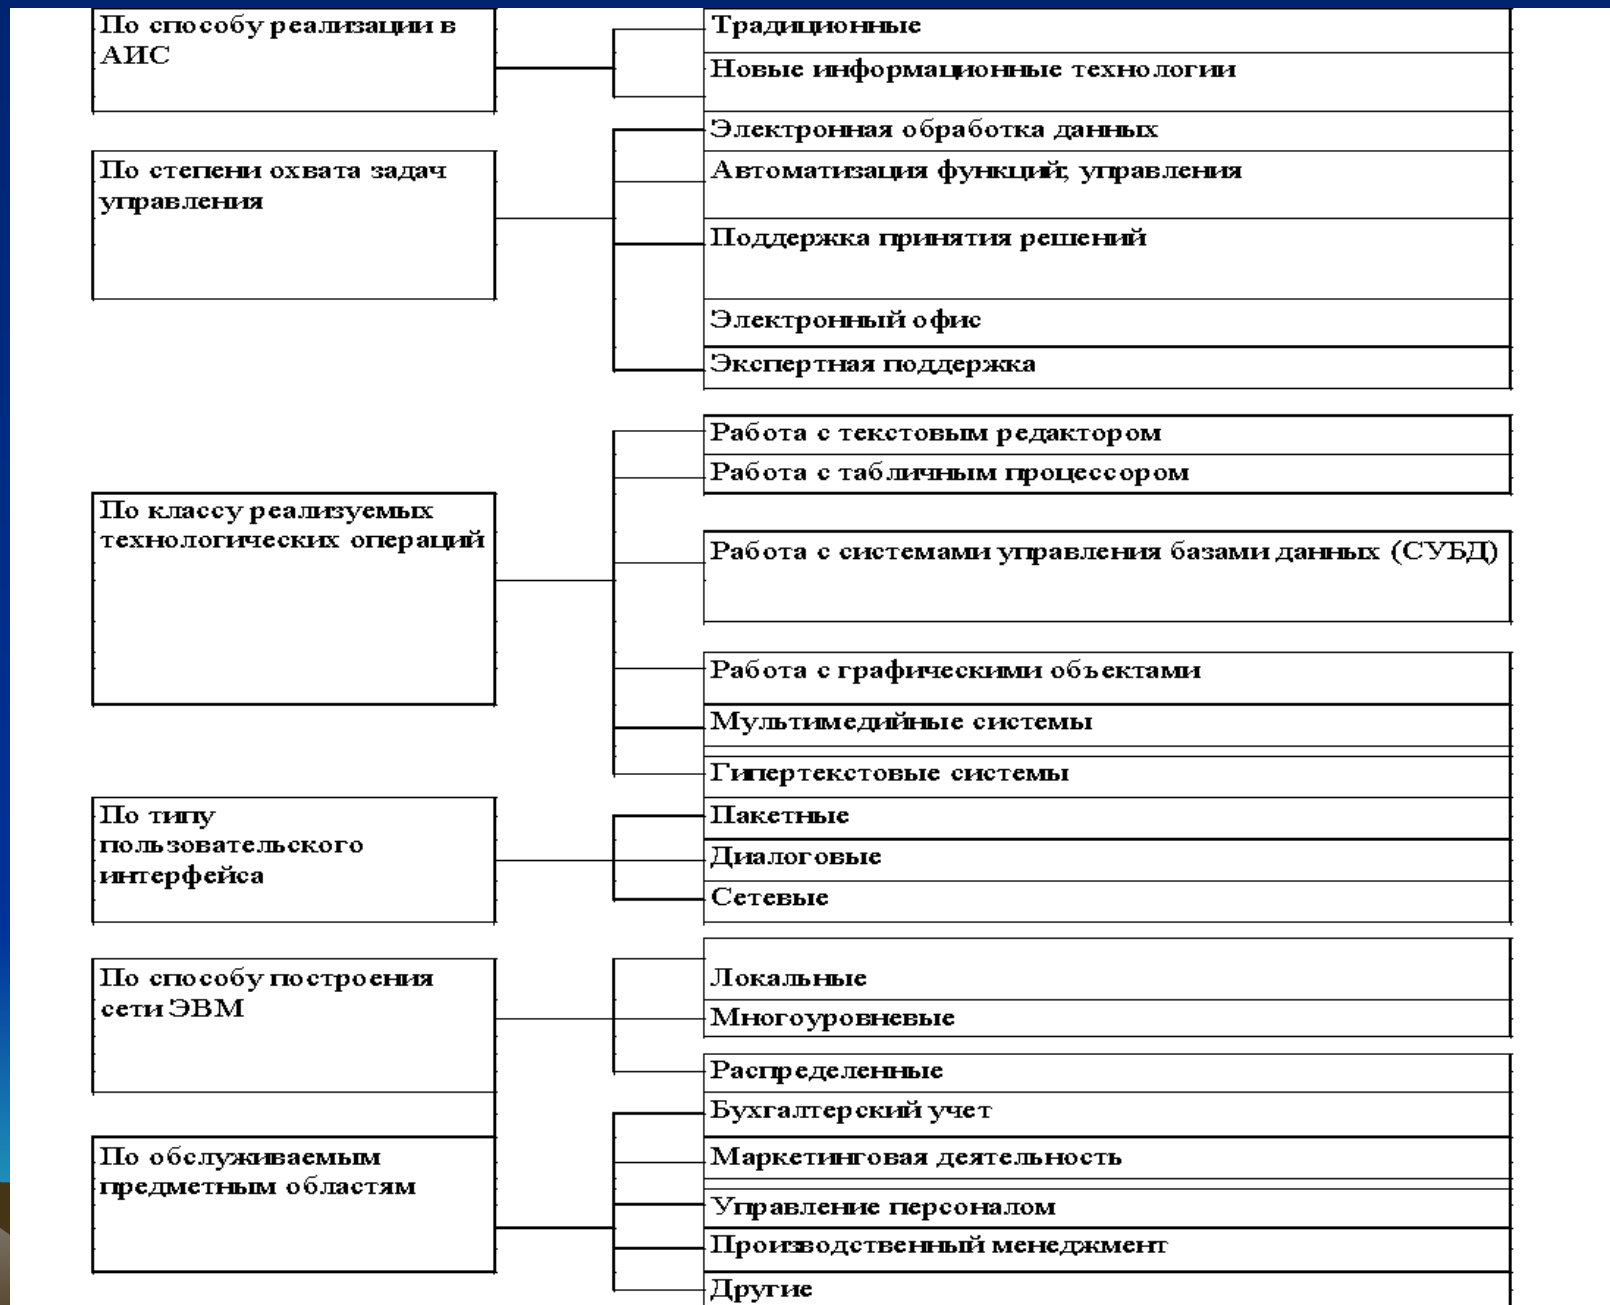 По способу реализации в
АИС
Традиционные
Новые информационные технологии
По степени охвата задач
управления
Электронная обработка данных
Автоматизация функций; управления
Поддержка принятия решений
Электронный офис
Экспертная поддержка
По классу реализуемых
технологических операций
Работа с текстовым редактором
Работа с табличным процессором
Работа с системами управления базами данных (СУБД)
Работа с графическими объектами
Мультимедийные системы
Гипертекстовые системы
По типу
пользовательского
интерфейса
Пакетные
Диалоговые
Сетевые
По способу построения
сети ЭВМ
Локальные
Многоуровневые
Распределенные
По обслуживаемым
предметным областям
Бухгалтерский учет
Маркетинговая деятельность
Управление персоналом
Производственный менеджмент
Другие